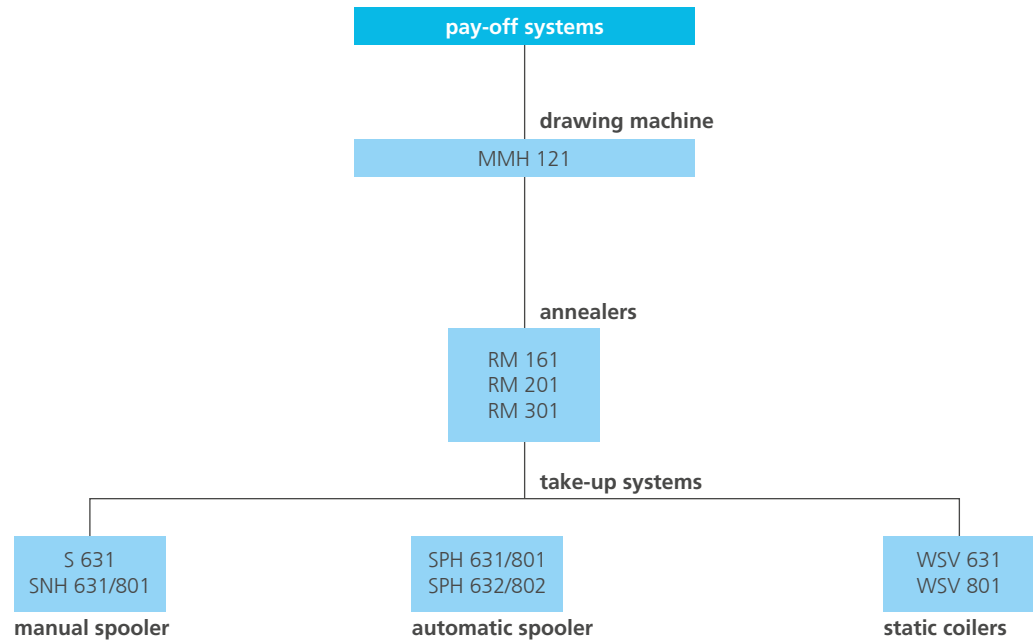 pay-off systems
drawing machine
MMH 121
annealers
RM 161
RM 201
RM 301
take-up systems
S 631
SNH 631/801
manual spooler
SPH 631/801
SPH 632/802
automatic spooler
WSV 631
WSV 801
static coilers